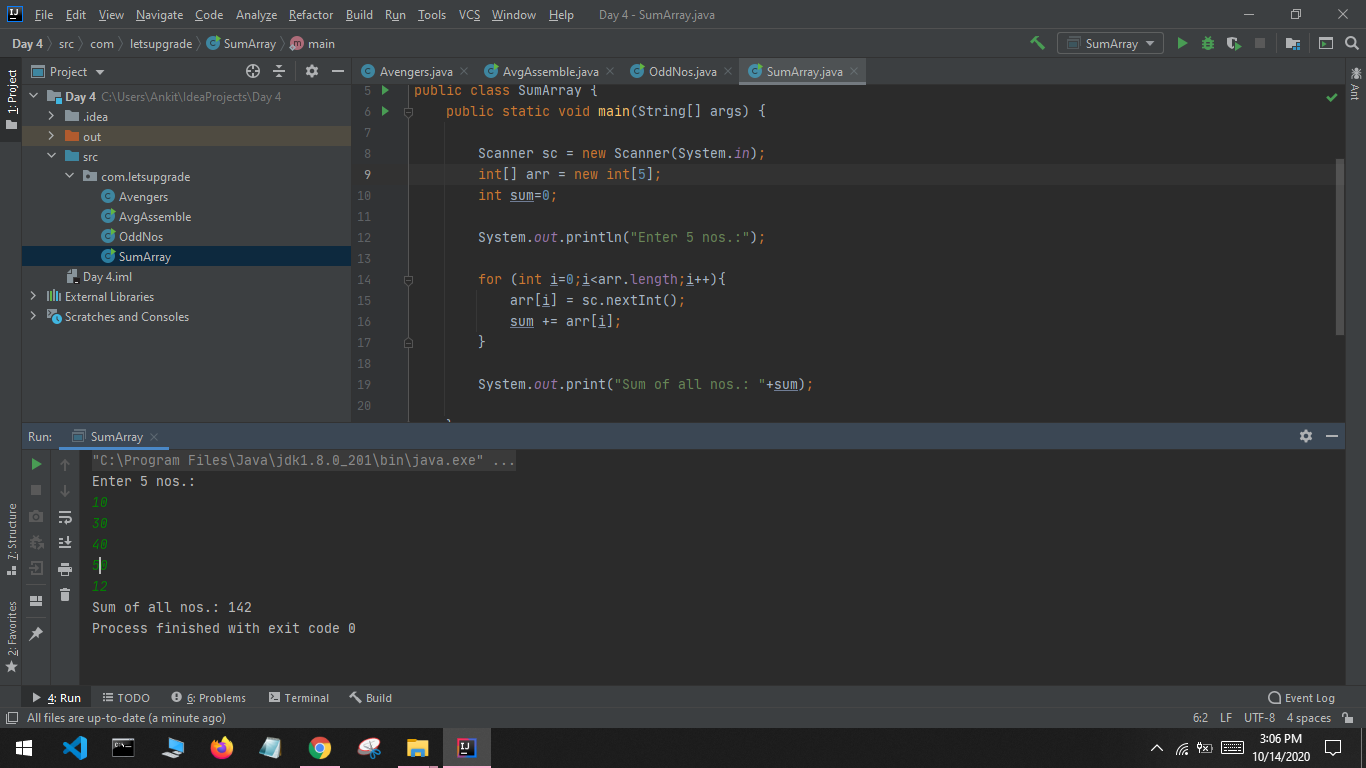 File Edit View Navigate Code Analyze Refactor Build Run Tools VCS Window Help Day 4 - SumArray.java
Day 4 src com letsupgrade SumArray main SumArray
1: Project
Project
Day 4 C:\Users\Ankit\IdeaProjects\Day 4
.idea
out
src
com.letsupgrade
Avengers
AvgAssemble
OddNos
SumArray
Day 4.iml
External Libraries
Scratches and Consoles
Avengers.java AvgAssemble.java OddNos.java SumArray.java
Ant
5 public class SumArray {
6 public static void main(String[] args) {
7
8 Scanner sc = new Scanner(System.in);
9 int[] arr = new int[5];
10 int sum=0;
11
12 System.out.println("Enter 5 nos.:");
13
14 for (int i=0;i<arr.length;i++){
15 arr[i] = sc.nextInt();
16 sum += arr[i];
17 }
18
19 System.out.print("Sum of all nos.: "+sum);
20
Run: SumArray
"C:\Program Files\Java\jdk1.8.0_201\bin\java.exe" ...
Enter 5 nos.:
10
30
40
50
12
Sum of all nos.: 142
Process finished with exit code 0
7: Structure
2: Favorites
4: Run TODO 6: Problems Terminal Build Event Log
All files are up-to-date (a minute ago) 6:2 LF UTF-8 4 spaces
3:06 PM
10/14/2020